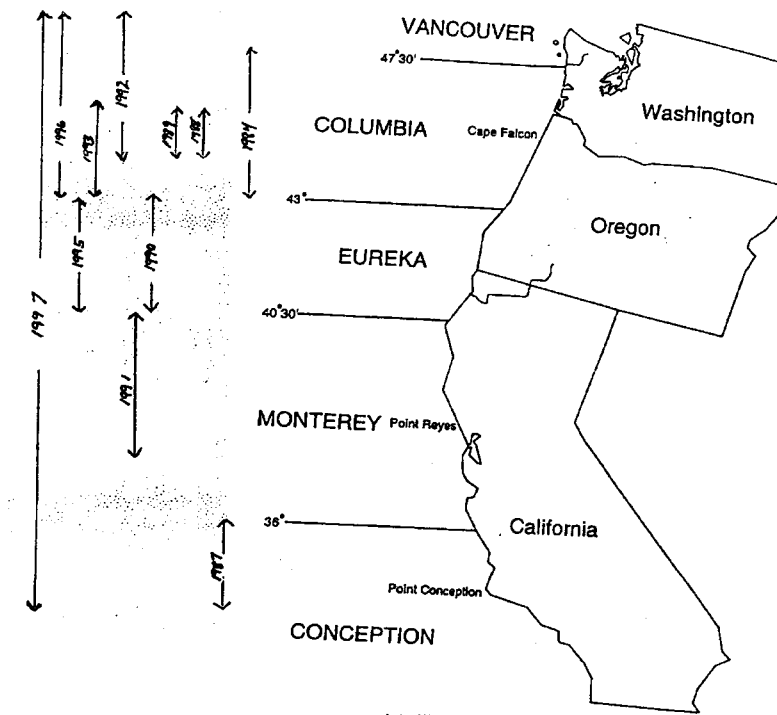 VANCOUVER
47°30'
Washington
COLUMBIA
Cape Falcon
43°
Oregon
EUREKA
40°30'
MONTEREY
Point Reyes
36°
California
Point Conception
CONCEPTION
1997
1996
1995
1993
1992
1991
1990
1989
1988
1984
1987